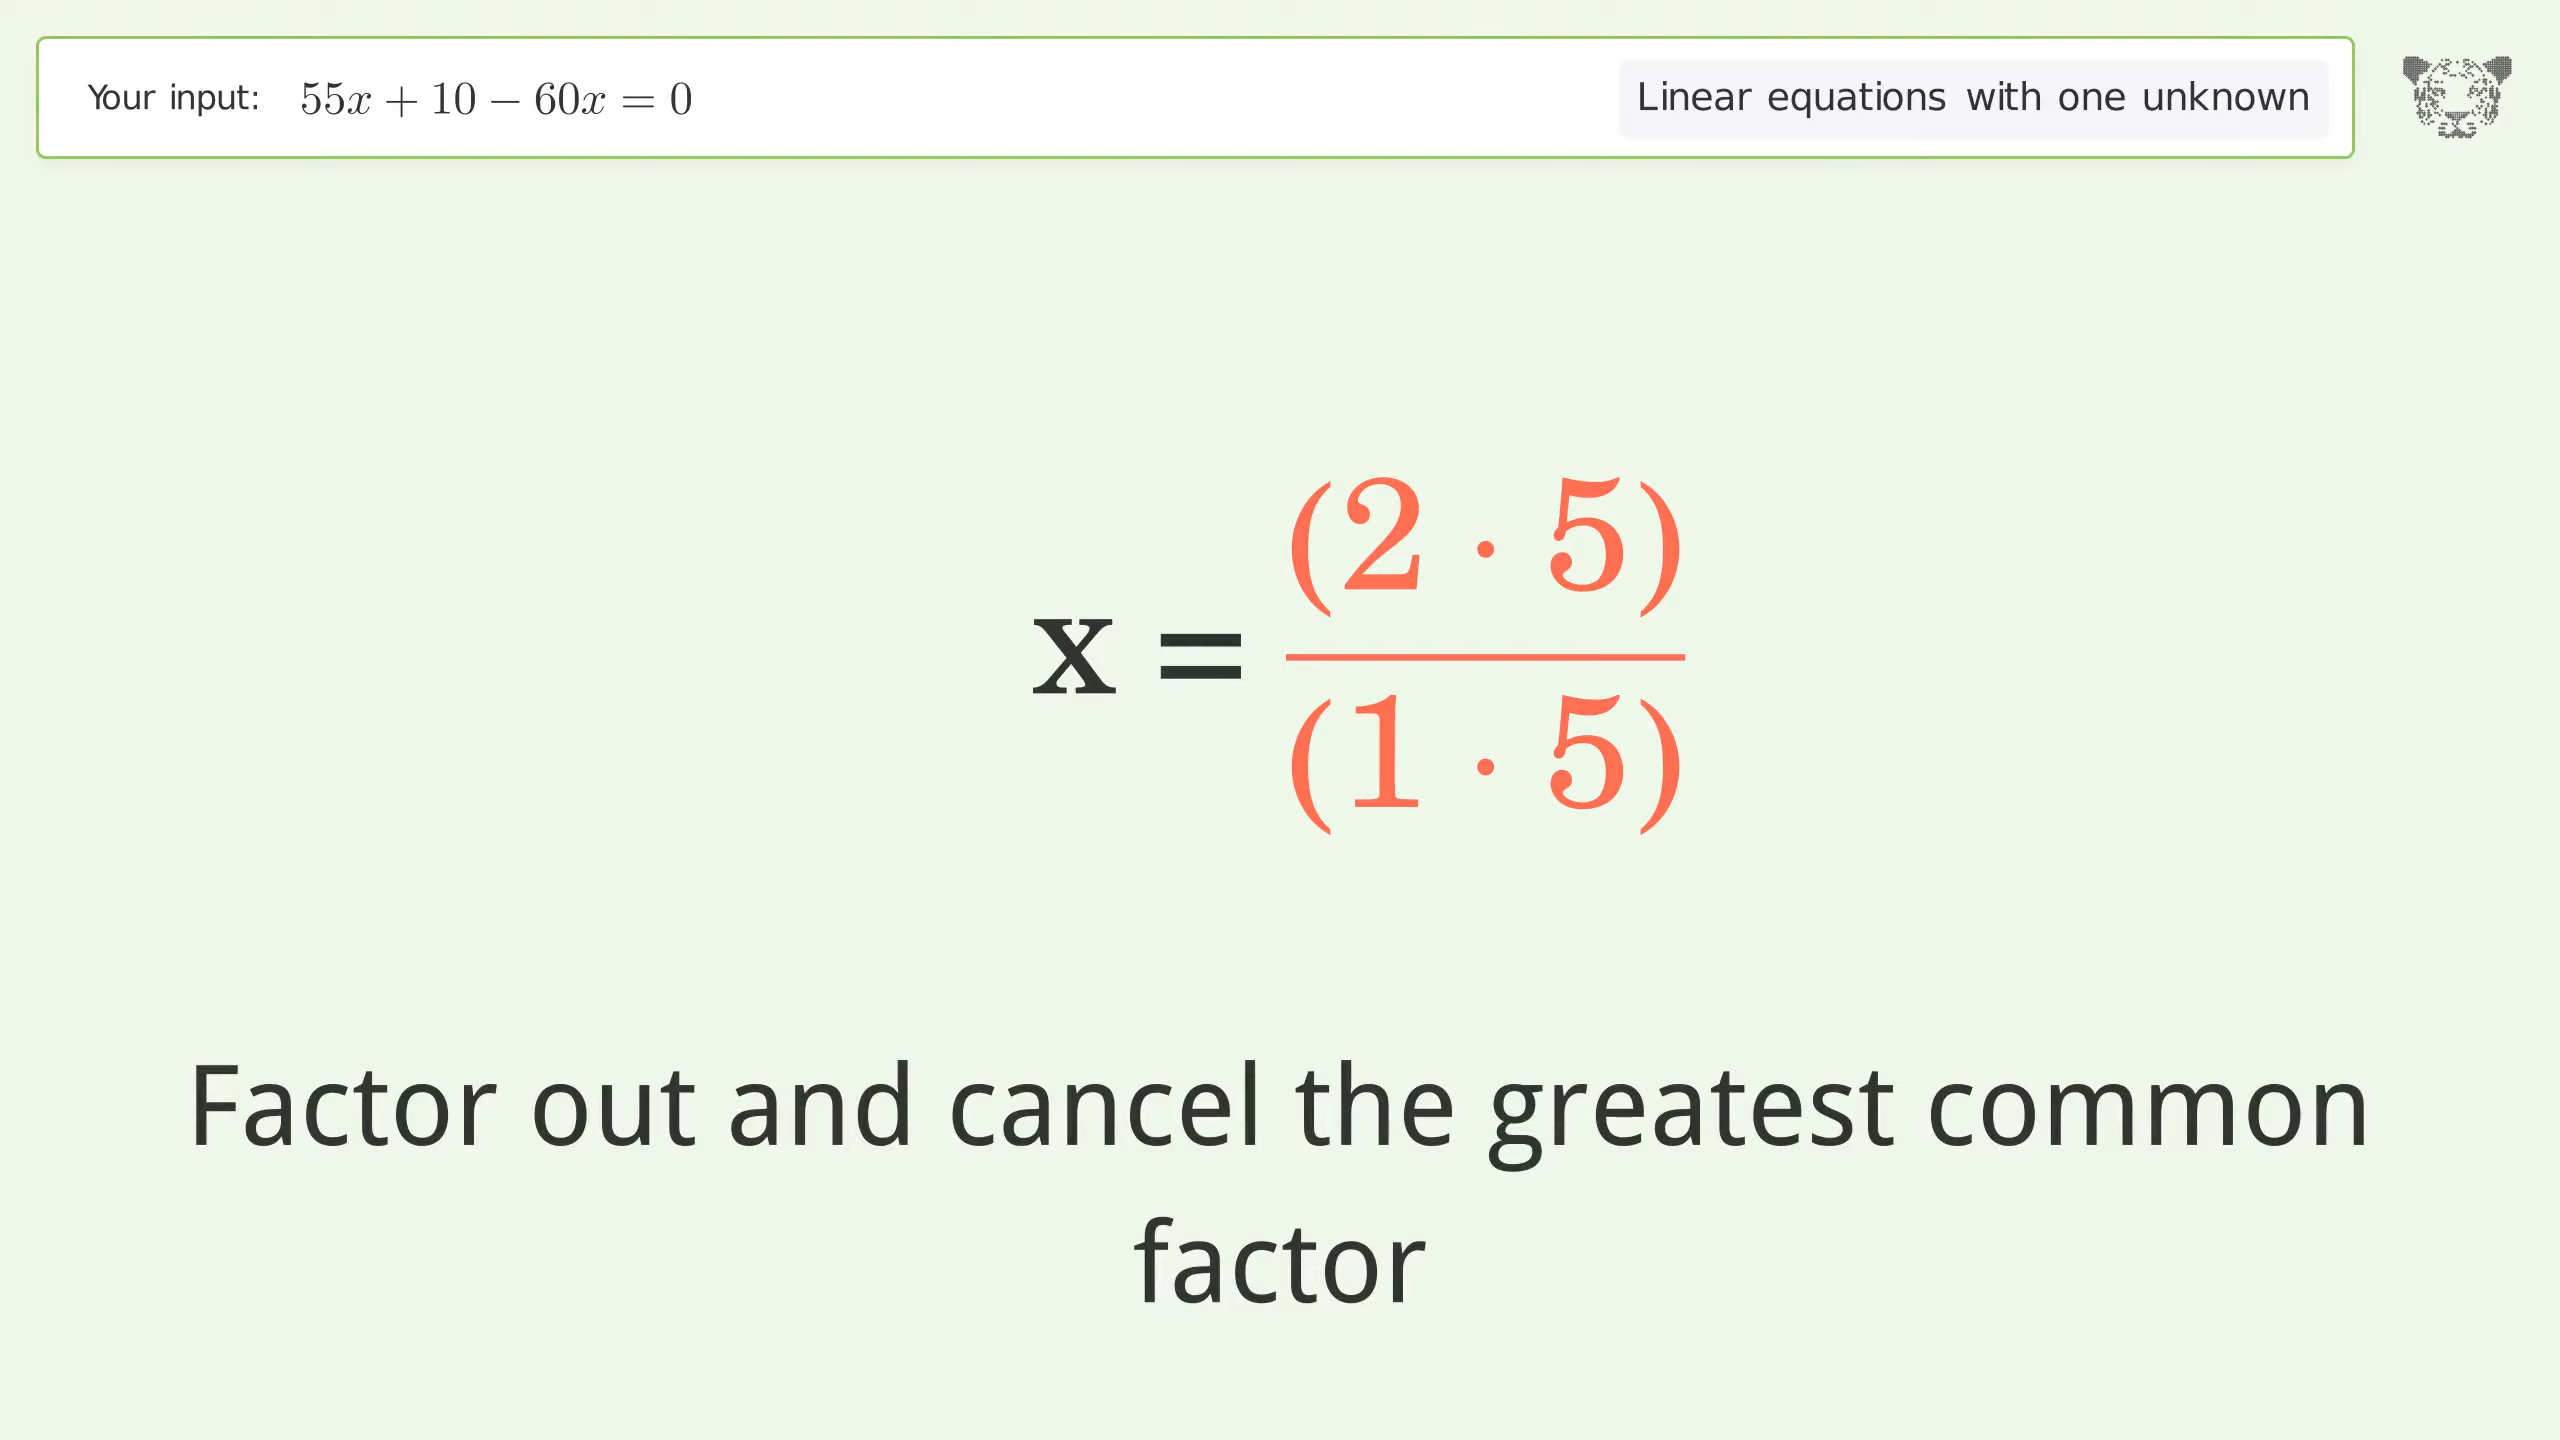 Your input: 55x + 10 − 60x = 0
Linear equations with one unknown
x = (2 · 5)
(1 · 5)
Factor out and cancel the greatest common
factor